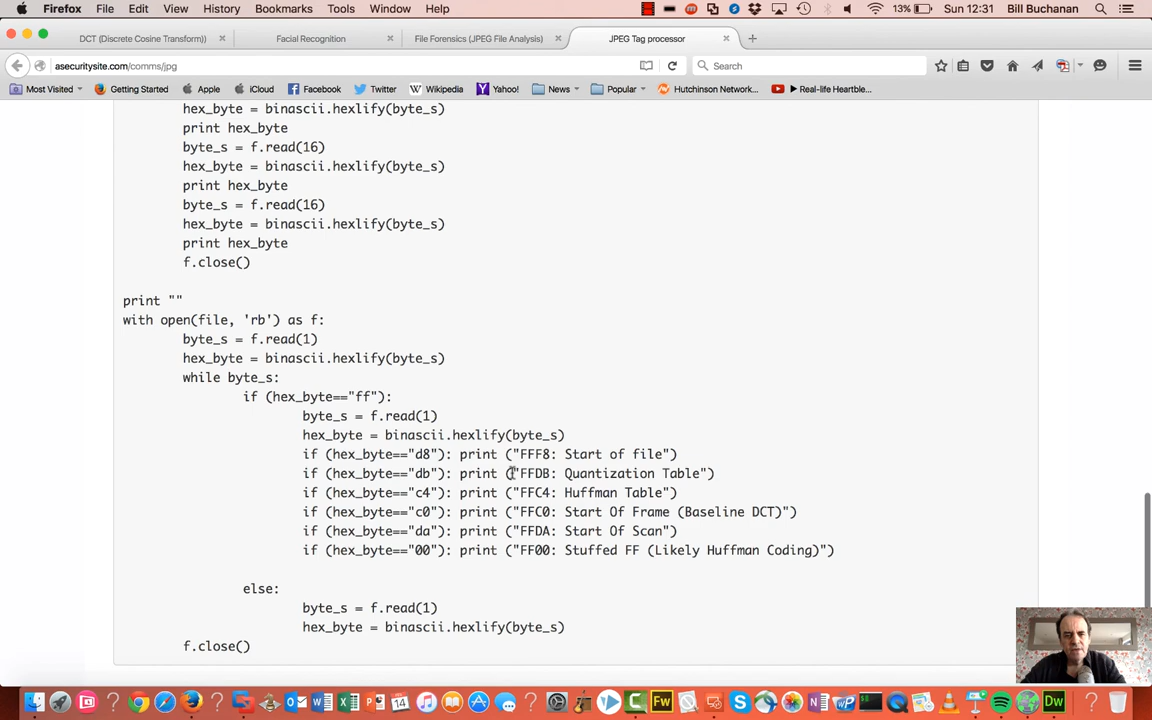 Firefox File Edit View History Bookmarks Tools Window Help 13% Sun 12:31 Bill Buchanan
DCT (Discrete Cosine Transform)) × Facial Recognition × File Forensics (JPEG File Analysis) × JPEG Tag processor × +
asecuritysite.com/comms/jpg Search
Most Visited Getting Started Apple iCloud Facebook Twitter Wikipedia Yahoo! News Popular Hutchinson Network... ► Real-life Heartble...
hex_byte = binascii.hexlify(byte_s)
print hex_byte
byte_s = f.read(16)
hex_byte = binascii.hexlify(byte_s)
print hex_byte
byte_s = f.read(16)
hex_byte = binascii.hexlify(byte_s)
print hex_byte
f.close()
print ""
with open(file, 'rb') as f:
byte_s = f.read(1)
hex_byte = binascii.hexlify(byte_s)
while byte_s:
if (hex_byte=="ff"):
byte_s = f.read(1)
hex_byte = binascii.hexlify(byte_s)
if (hex_byte=="d8"): print ("FFF8: Start of file")
if (hex_byte=="db"): print ("FFDB: Quantization Table")
if (hex_byte=="c4"): print ("FFC4: Huffman Table")
if (hex_byte=="c0"): print ("FFC0: Start Of Frame (Baseline DCT)")
if (hex_byte=="da"): print ("FFDA: Start Of Scan")
if (hex_byte=="00"): print ("FF00: Stuffed FF (Likely Huffman Coding)")
else:
byte_s = f.read(1)
hex_byte = binascii.hexlify(byte_s)
f.close()